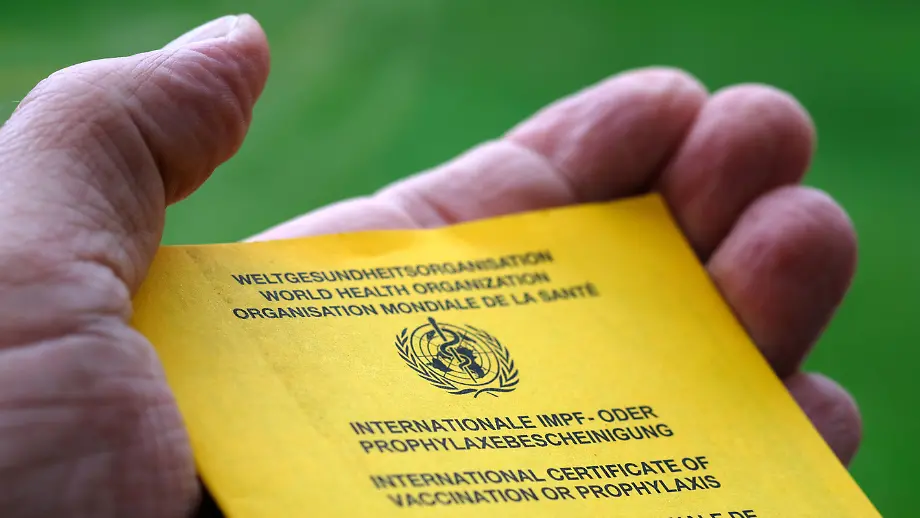 WELTGESUNDHEITSORGANISATION
WORLD HEALTH ORGANIZATION
ORGANISATION MONDIALE DE LA SANTÉ
INTERNATIONALE IMPF- ODER
PROPHYLAXEBESCHEINIGUNG
INTERNATIONAL CERTIFICATE OF
VACCINATION OR PROPHYLAXIS
DE